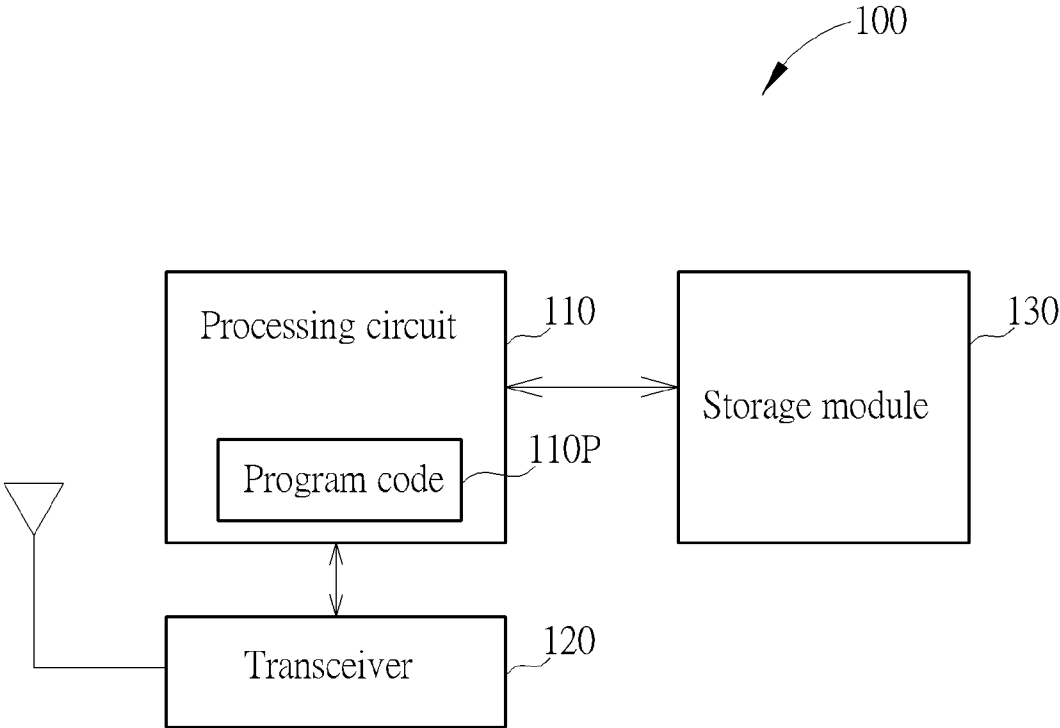 100
Processing circuit
110
130
Storage module
110P
Program code
120
Transceiver